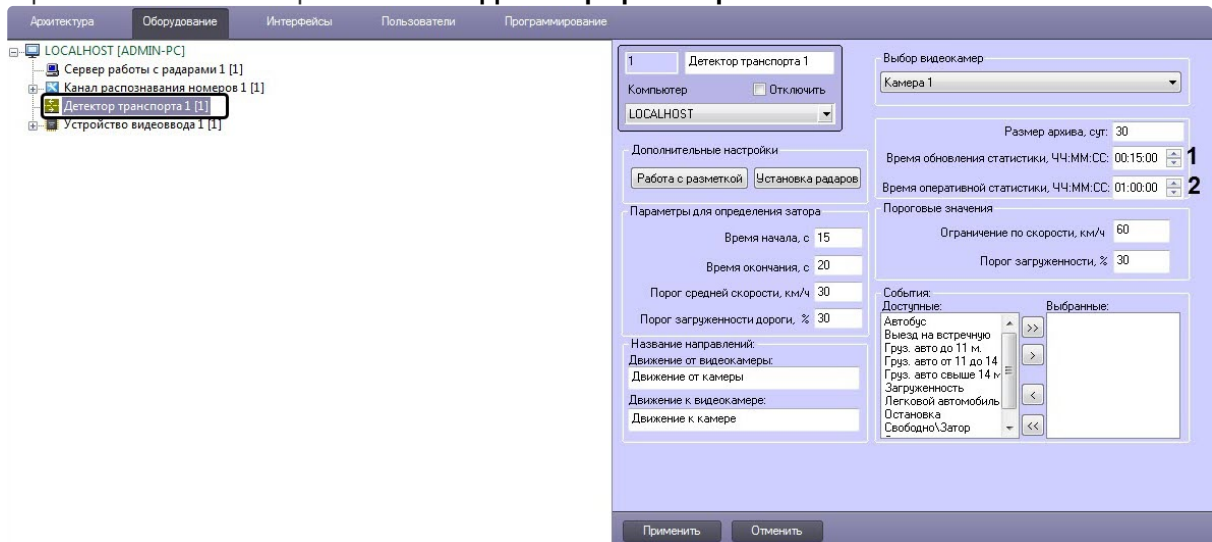 Архитектура
Оборудование
Интерфейсы
Пользователи
Программирование
LOCALHOST [ADMIN-PC]
Сервер работы с радарами 1 [1]
Канал распознавания номеров 1 [1]
Детектор транспорта 1 [1]
Устройство видеоввода 1 [1]
1
Детектор транспорта 1
Компьютер
Отключить
LOCALHOST
Дополнительные настройки
Работа с разметкой
Установка радаров
Параметры для определения затора
Время начала, с 15
Время окончания, с 20
Порог средней скорости, км/ч 30
Порог загруженности дороги, % 30
Название направлений:
Движение от видеокамеры:
Движение от камеры
Движение к видеокамере:
Движение к камере
Выбор видеокамер
Камера 1
Размер архива, сут: 30
Время обновления статистики, ЧЧ:ММ:СС: 00:15:00 1
Время оперативной статистики, ЧЧ:ММ:СС: 01:00:00 2
Пороговые значения
Ограничение по скорости, км/ч 60
Порог загруженности, % 30
События:
Доступные:
Выбранные:
Автобус
Выезд на встречную
Груз. авто до 11 м.
Груз. авто от 11 до 14
Груз. авто свыше 14 м
Загруженность
Легковой автомобиль
Остановка
Свободно\Затор
>>
>
<
<<
Применить
Отменить